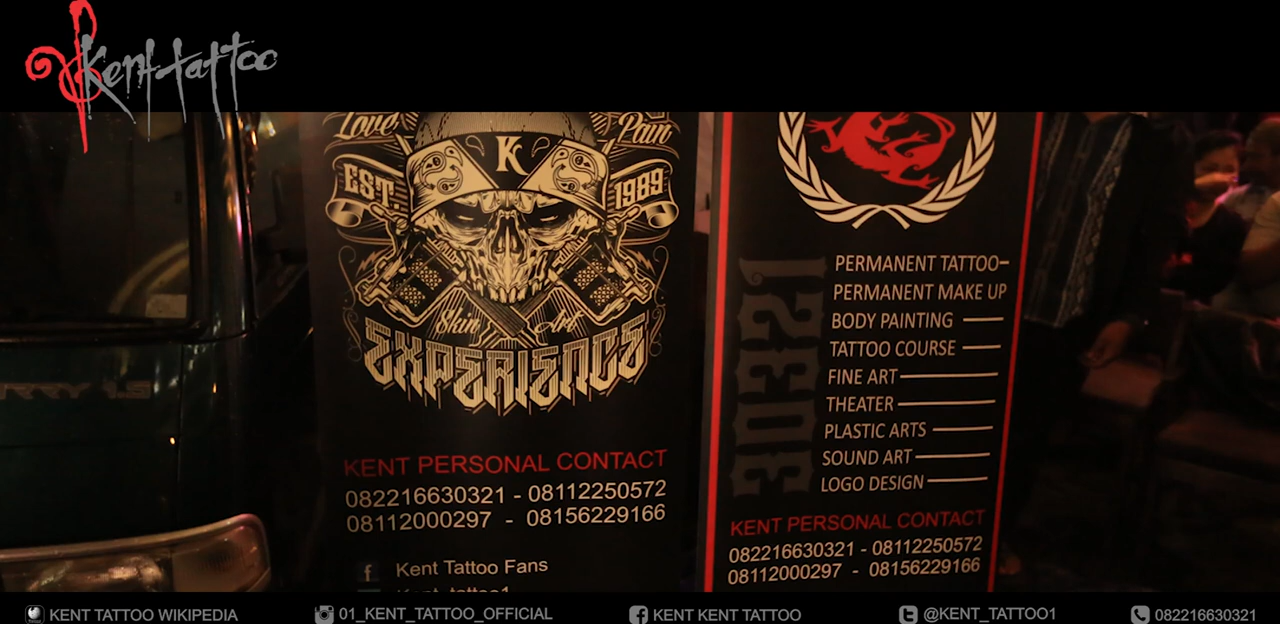 Kent tattoo
Love Pain
K
EST. 1989
Skin Art
EXPERIENCE
KENT PERSONAL CONTACT
082216630321 - 08112250572
08112000297 - 08156229166
Kent Tattoo Fans
PERMANENT TATTOO
PERMANENT MAKE UP
BODY PAINTING
TATTOO COURSE
FINE ART
THEATER
PLASTIC ARTS
SOUND ART
LOGO DESIGN
KENT PERSONAL CONTACT
082216630321 - 08112250572
08112000297 - 08156229166
KENT TATTOO WIKIPEDIA
01_KENT_TATTOO_OFFICIAL
KENT KENT TATTOO
@KENT_TATTOO1
082216630321